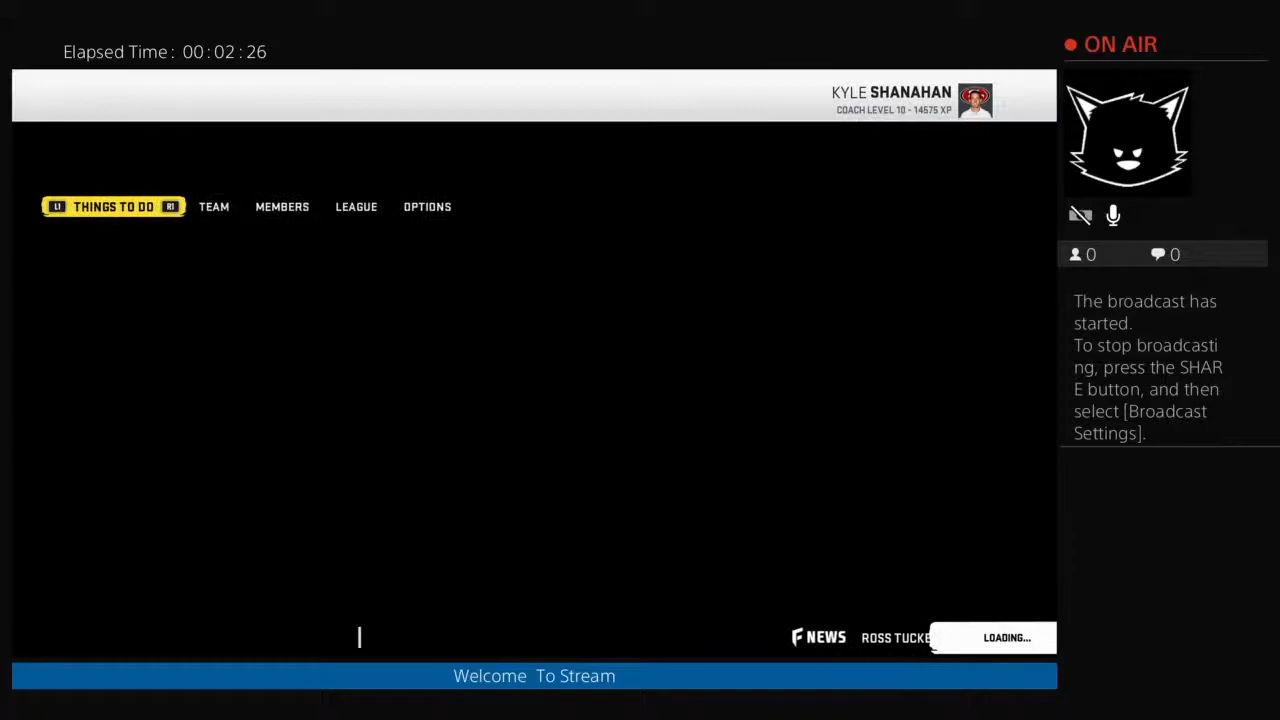 Elapsed Time: 00:02:26
ON AIR
KYLE SHANAHAN
COACH LEVEL 10 - 14575 XP
L1 THINGS TO DO R1 TEAM MEMBERS LEAGUE OPTIONS
0 0
The broadcast has
started.
To stop broadcasti
ng, press the SHAR
E button, and then
select [Broadcast
Settings].
NEWS ROSS TUCKE LOADING...
Welcome To Stream